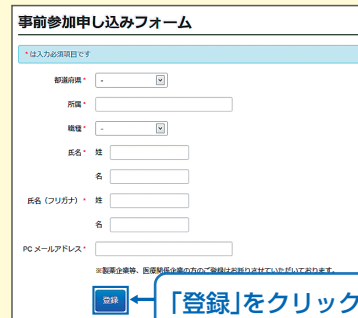 事前参加申し込みフォーム
*は入力必須項目です
都道府県* -
所属*
職種* -
氏名* 姓
名
氏名（フリガナ）* 姓
名
PCメールアドレス*
※製薬企業等、医療関係企業の方のご登録はお断りさせていただいております。
登録
「登録」をクリック